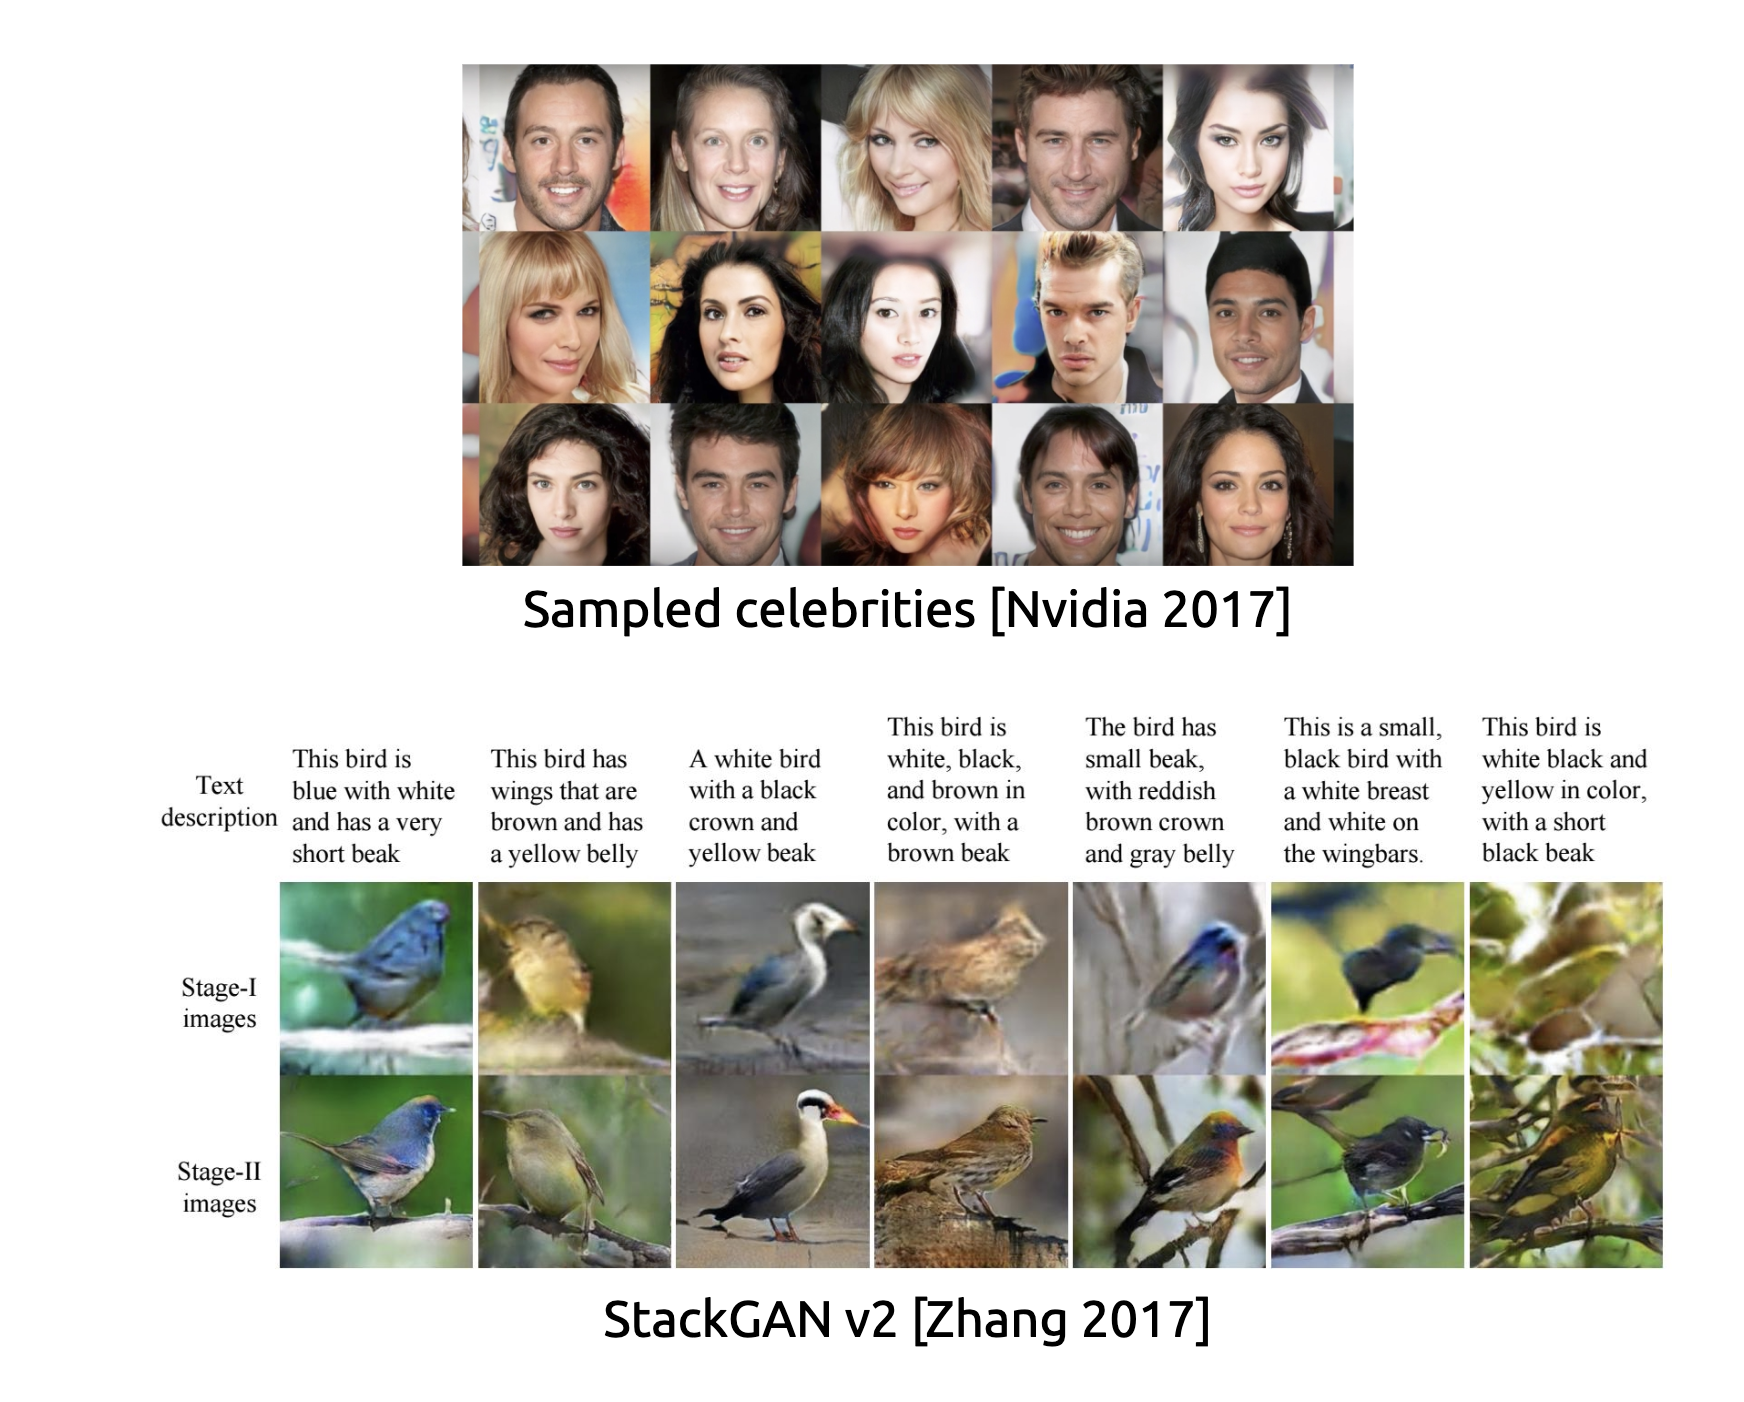 Sampled celebrities [Nvidia 2017]
Text
description
This bird is
blue with white
and has a very
short beak
This bird has
wings that are
brown and has
a yellow belly
A white bird
with a black
crown and
yellow beak
This bird is
white, black,
and brown in
color, with a
brown beak
The bird has
small beak,
with reddish
brown crown
and gray belly
This is a small,
black bird with
a white breast
and white on
the wingbars.
This bird is
white black and
yellow in color,
with a short
black beak
Stage-I
images
Stage-II
images
StackGAN v2 [Zhang 2017]